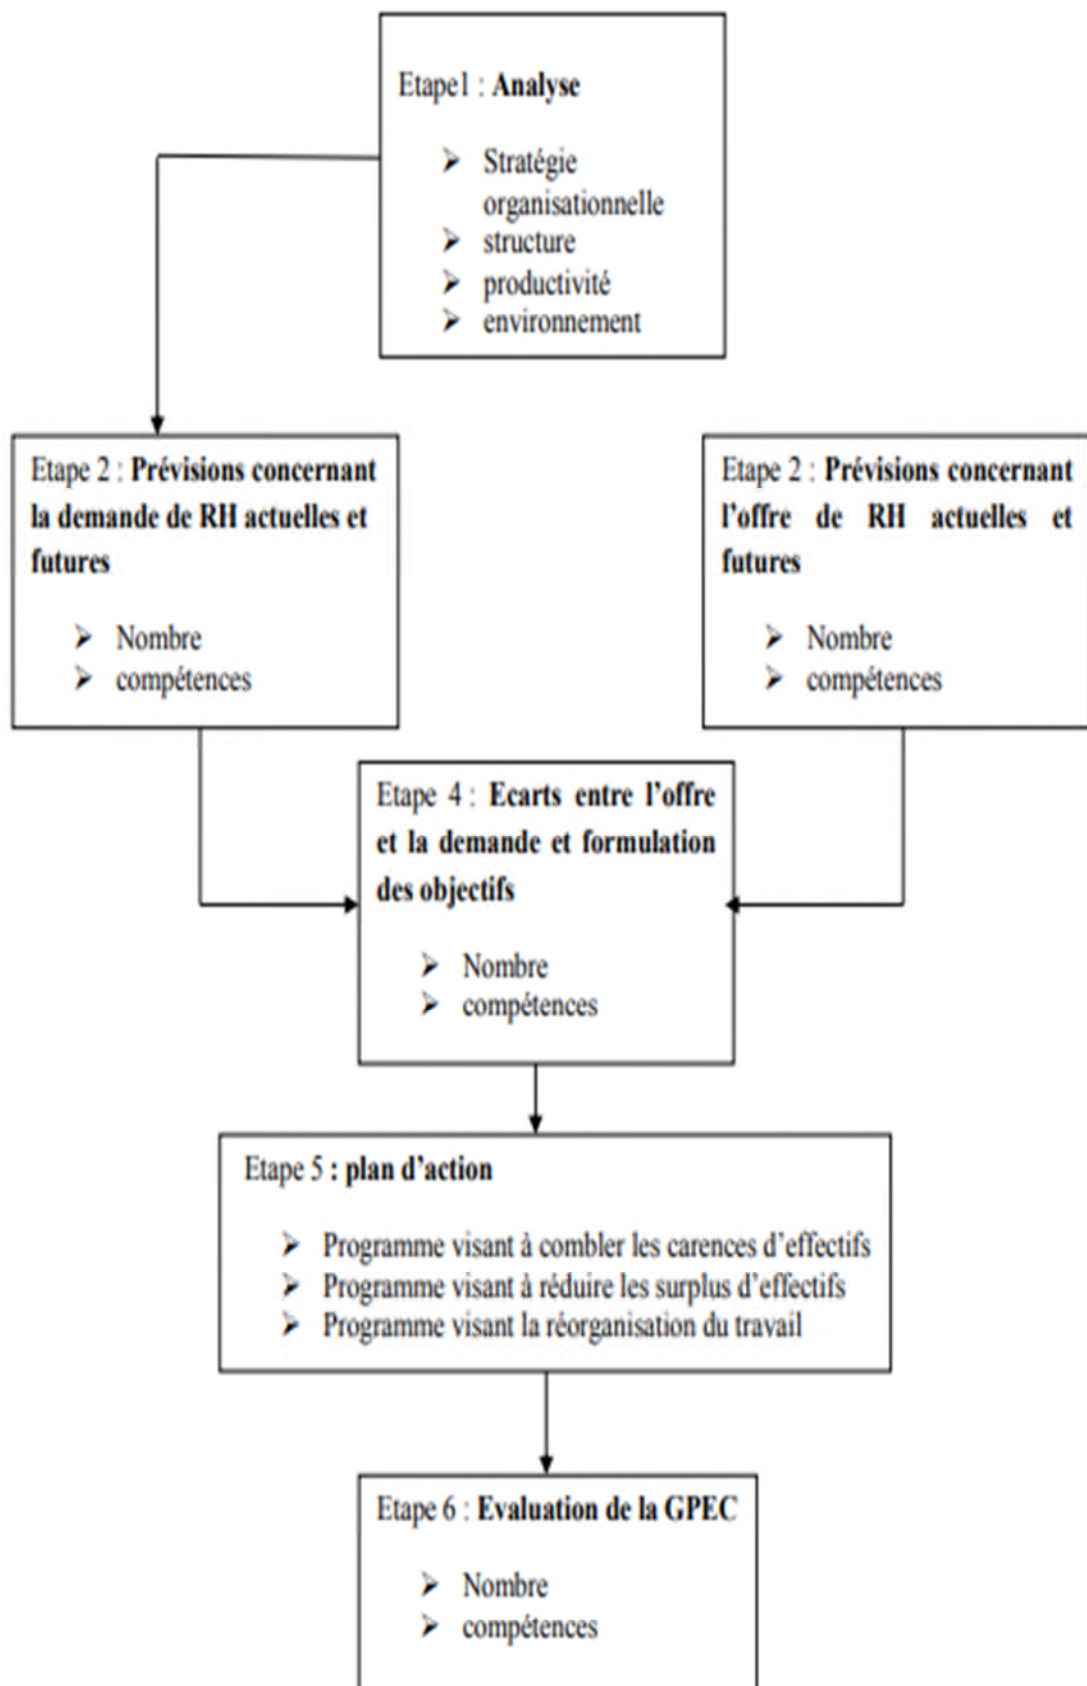 Etape1 : Analyse
➢ Stratégie
organisationnelle
➢ structure
➢ productivité
➢ environnement
Etape 2 : Prévisions concernant
la demande de RH actuelles et
futures
➢ Nombre
➢ compétences
Etape 2 : Prévisions concernant
l'offre de RH actuelles et
futures
➢ Nombre
➢ compétences
Etape 4 : Ecarts entre l'offre
et la demande et formulation
des objectifs
➢ Nombre
➢ compétences
Etape 5 : plan d'action
➢ Programme visant à combler les carences d'effectifs
➢ Programme visant à réduire les surplus d'effectifs
➢ Programme visant la réorganisation du travail
Etape 6 : Evaluation de la GPEC
➢ Nombre
➢ compétences